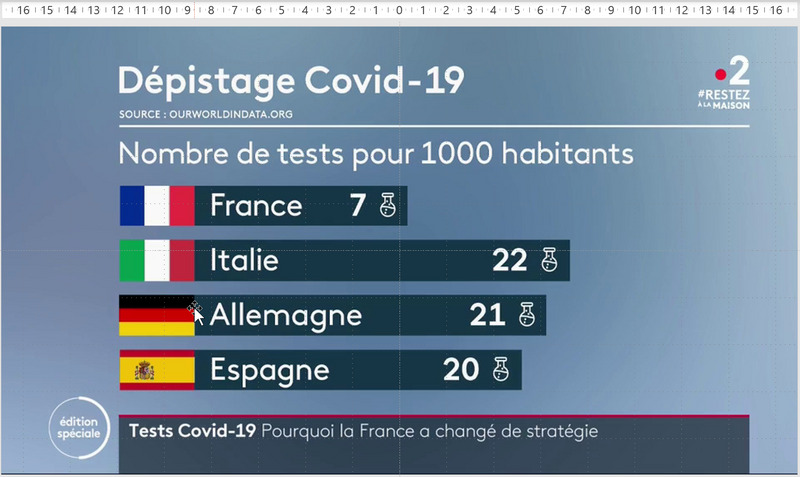 16 15 14 13 12 11 10 9 8 7 6 5 4 3 2 1 0 1 2 3 4 5 6 7 8 9 10 11 12 13 14 15 16
Dépistage Covid-19
2
#RESTEZ
À LA MAISON
SOURCE : OURWORLDINDATA.ORG
Nombre de tests pour 1000 habitants
France 7
Italie 22
Allemagne 21
Espagne 20
édition
spéciale
Tests Covid-19 Pourquoi la France a changé de stratégie